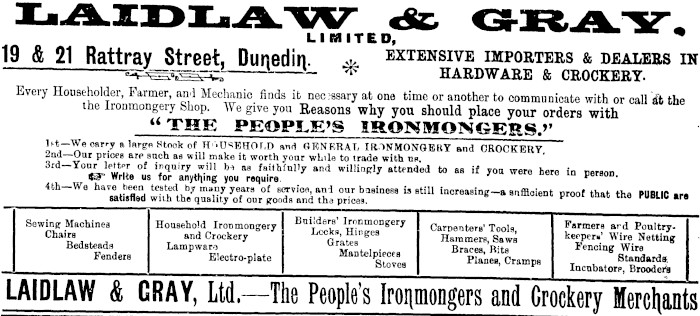 LAIDLAW & GRAY.
LIMITED,
19 & 21 Rattray Street, Dunedin.
EXTENSIVE IMPORTERS & DEALERS IN
HARDWARE & CROCKERY.
Every Householder, Farmer, and Mechanic finds it necessary at one time or another to communicate with or call at the
the Ironmongery Shop. We give you Reasons why you should place your orders with
"THE PEOPLE'S IRONMONGERS."
1st—We carry a large Stock of HOUSEHOLD and GENERAL IRONMONGERY and CROCKERY.
2nd—Our prices are such as will make it worth your while to trade with us.
3rd—Your letter of inquiry will be as faithfully and willingly attended to as if you were here in person.
☞ Write us for anything you require.
4th—We have been tested by many years of service, and our business is still increasing—a sufficient proof that the PUBLIC are
satisfied with the quality of our goods and the prices.
Sewing Machines
Chairs
Bedsteads
Fenders
Household Ironmongery
and Crockery
Lampware
Electro-plate
Builders' Ironmongery
Locks, Hinges
Grates
Mantelpieces
Stoves
Carpenters' Tools,
Hammers, Saws
Braces, Bits
Planes, Cramps
Farmers and Poultry-
keepers' Wire Netting
Fencing Wire
Standards,
Incubators, Brooders
LAIDLAW & GRAY, Ltd.—The People's Ironmongers and Crockery Merchants